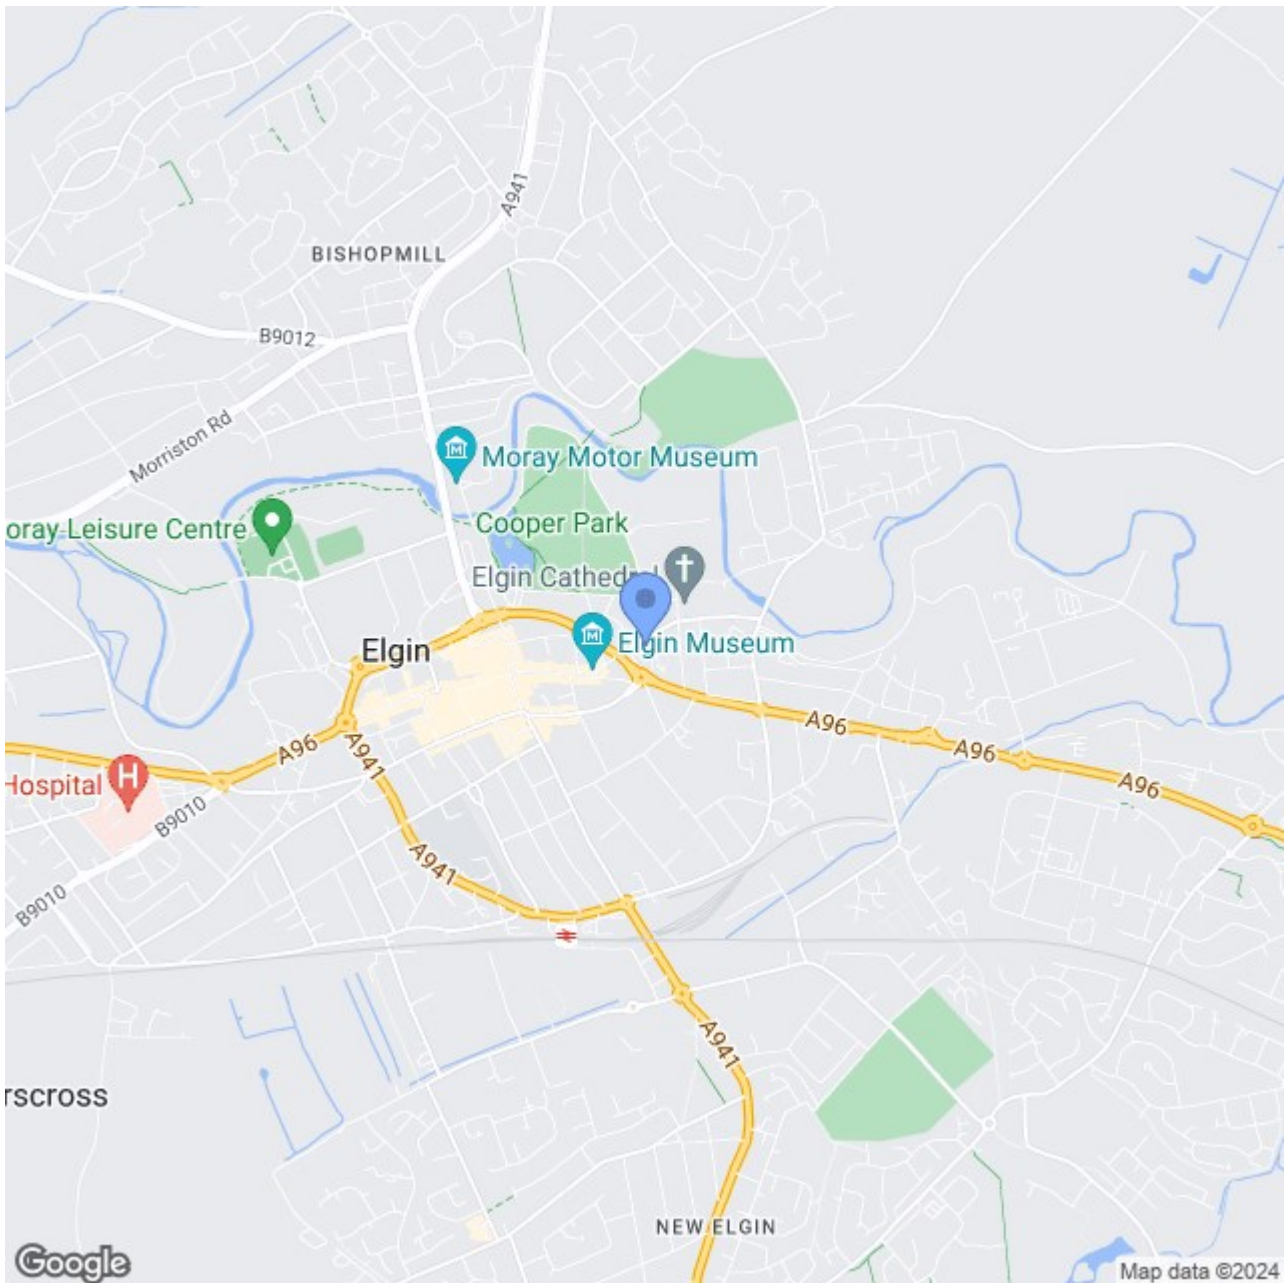 A941
BISHOPMILL
B9012
Morriston Rd
Moray Motor Museum
oray Leisure Centre
Cooper Park
Elgin Cathedral
Elgin
Elgin Museum
A96
A96
A96
A96
A941
Hospital
B9010
A941
B9010
A941
rscross
NEW ELGIN
Google
Map data ©2024